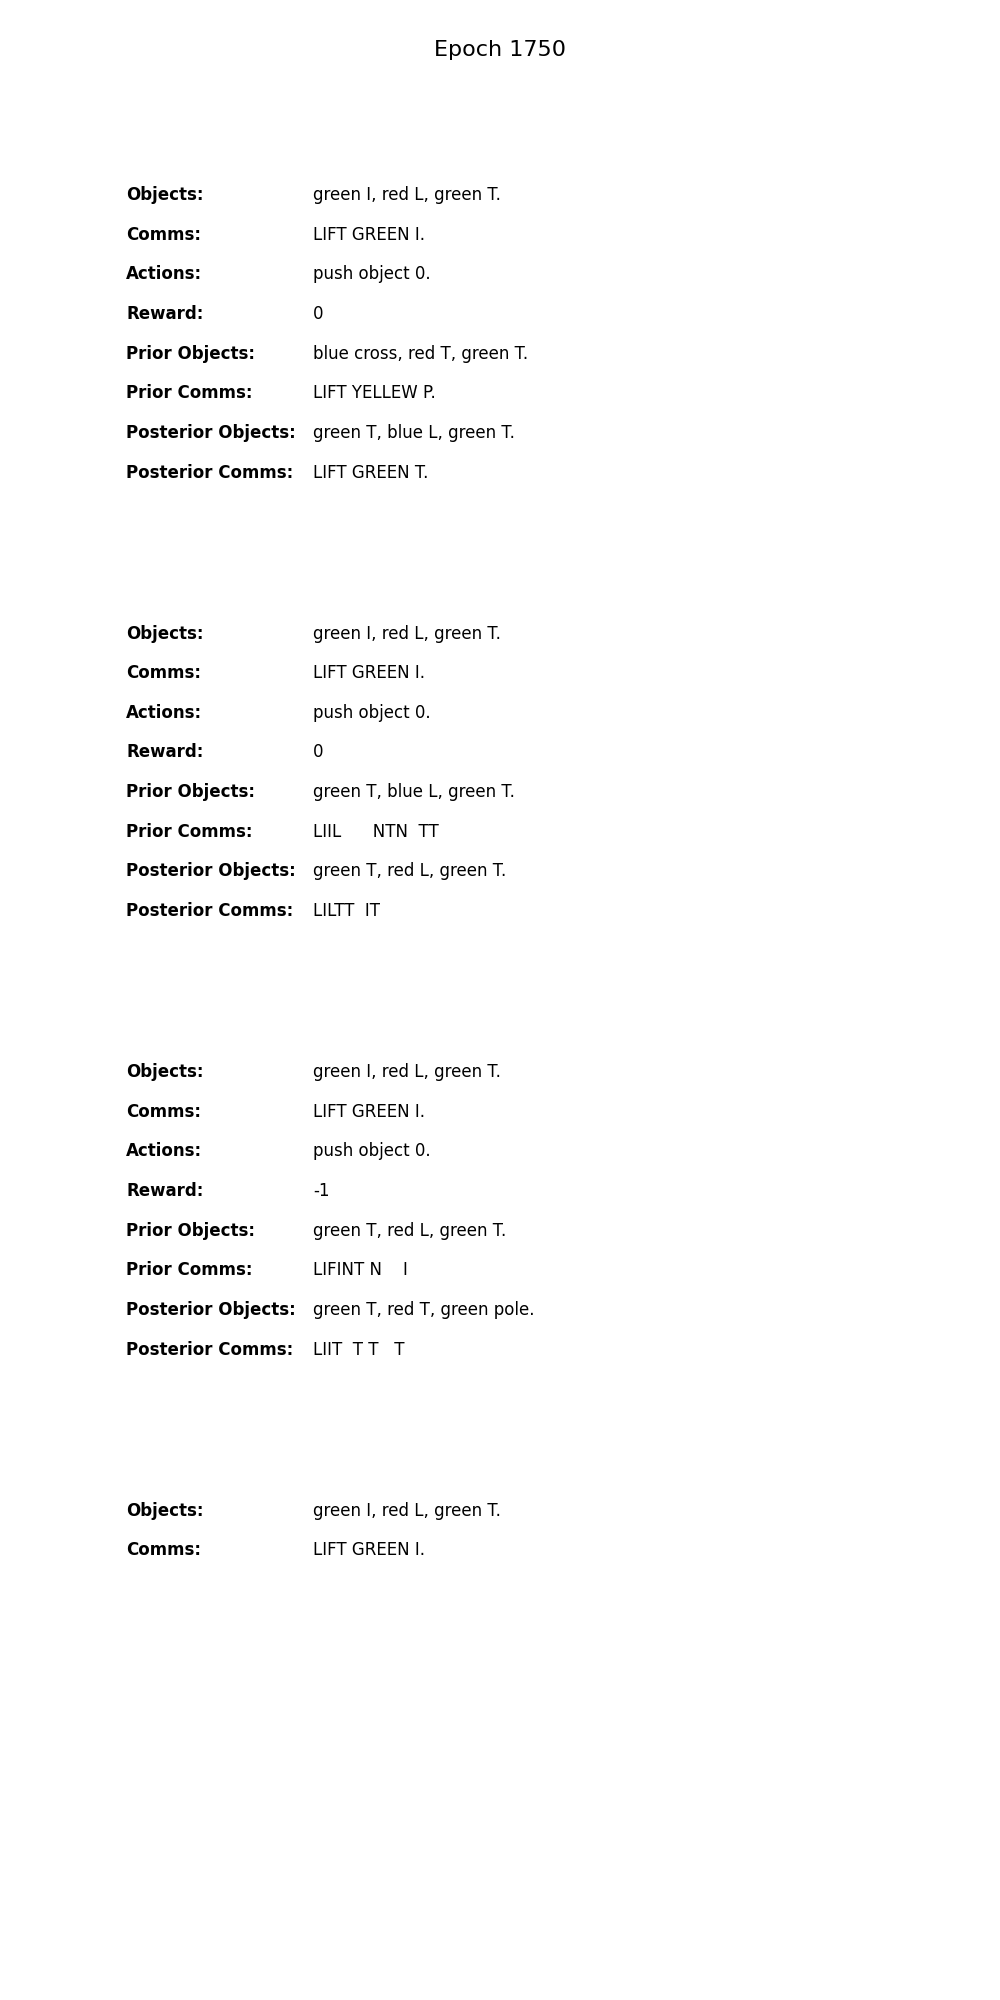 Epoch 1750
Objects: green I, red L, green T.
Comms: LIFT GREEN I.
Actions: push object 0.
Reward: 0
Prior Objects: blue cross, red T, green T.
Prior Comms: LIFT YELLEW P.
Posterior Objects: green T, blue L, green T.
Posterior Comms: LIFT GREEN T.
Objects: green I, red L, green T.
Comms: LIFT GREEN I.
Actions: push object 0.
Reward: 0
Prior Objects: green T, blue L, green T.
Prior Comms: LIIL      NTN  TT
Posterior Objects: green T, red L, green T.
Posterior Comms: LILTT  IT
Objects: green I, red L, green T.
Comms: LIFT GREEN I.
Actions: push object 0.
Reward: -1
Prior Objects: green T, red L, green T.
Prior Comms: LIFINT N    I
Posterior Objects: green T, red T, green pole.
Posterior Comms: LIIT  T T   T
Objects: green I, red L, green T.
Comms: LIFT GREEN I.